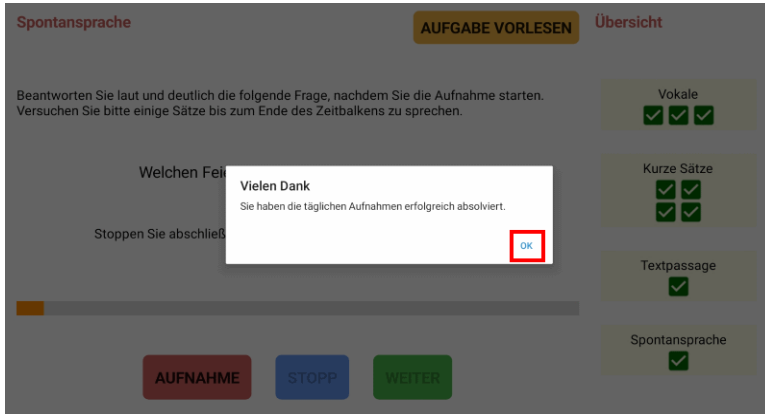 Spontansprache
AUFGABE VORLESEN
Übersicht
Beantworten Sie laut und deutlich die folgende Frage, nachdem Sie die Aufnahme starten.
Versuchen Sie bitte einige Sätze bis zum Ende des Zeitbalkens zu sprechen.
Welchen
Stoppen Sie
Vielen Dank
Sie haben die täglichen Aufnahmen erfolgreich absolviert.
OK
AUFNAHME
STOPP
WEITER
Vokale
Kurze Sätze
Textpassage
Spontansprache